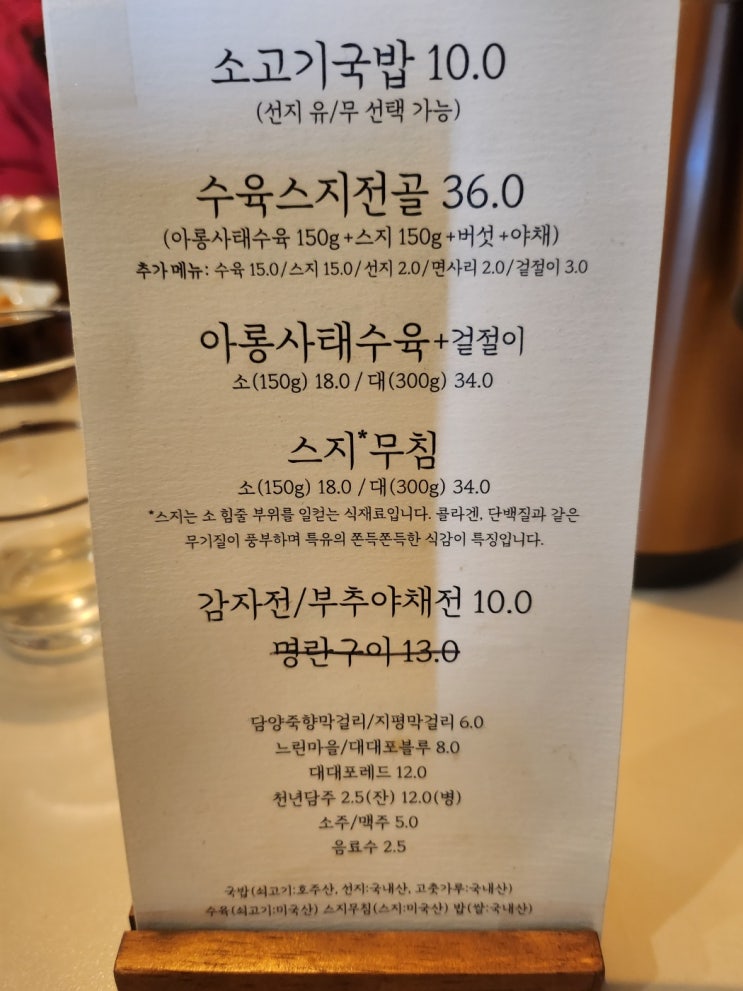 소고기국밥 10.0
(선지 유/무 선택 가능)
수육스지전골 36.0
(아롱사태수육 150g+스지 150g+버섯+야채)
추가메뉴: 수육 15.0/스지 15.0/선지 2.0/면사리 2.0/겉절이 3.0
아롱사태수육+겉절이
소(150g) 18.0 / 대(300g) 34.0
스지*무침
소(150g) 18.0 / 대(300g) 34.0
*스지는 소 힘줄 부위를 일컫는 식재료입니다. 콜라겐, 단백질과 같은
무기질이 풍부하며 특유의 쫀득쫀득한 식감이 특징입니다.
감자전/부추야채전 10.0
명란구이 13.0
담양죽향막걸리/지평막걸리 6.0
느린마을/대대포블루 8.0
대대포레드 12.0
천년담주 2.5(잔) 12.0(병)
소주/맥주 5.0
음료수 2.5
국밥(쇠고기:호주산, 선지:국내산, 고춧가루:국내산)
수육(쇠고기:미국산) 스지무침(스지:미국산) 밥(쌀:국내산)